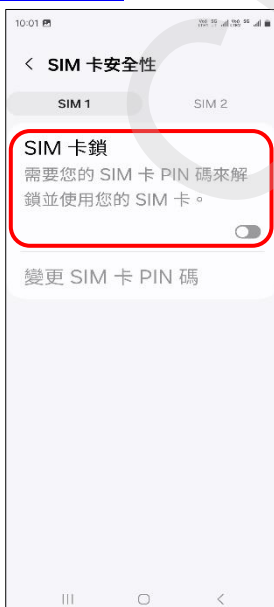 10:01
SIM 卡安全性
SIM 1 SIM 2
SIM 卡鎖
需要您的 SIM 卡 PIN 碼來解
鎖並使用您的 SIM 卡。
變更 SIM 卡 PIN 碼